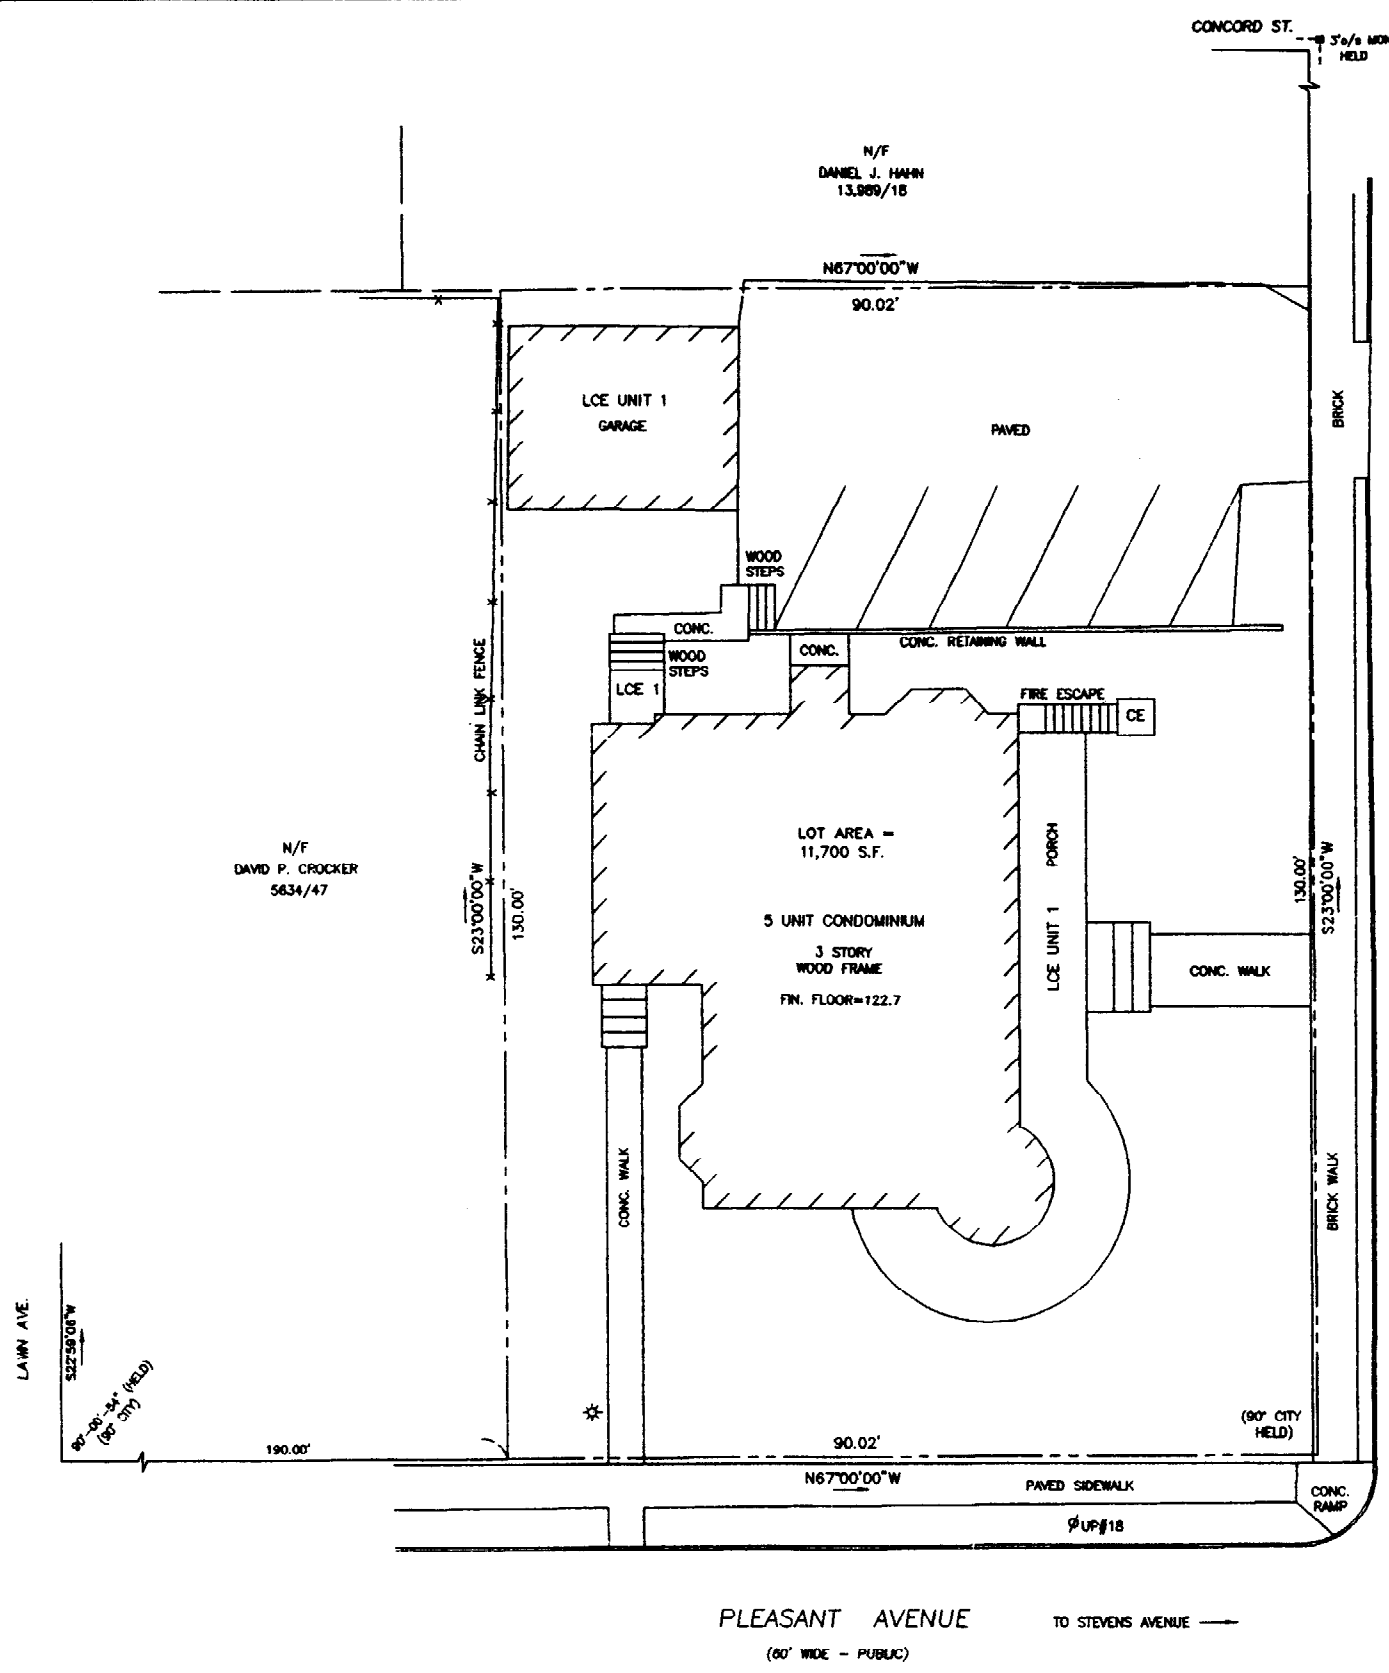 CONCORD ST.
3'o/s MON
HELD
N/F
DANIEL J. HAHN
13,989/18
N67°00'00"W
90.02'
LCE UNIT 1
GARAGE
PAVED
BRICK
WOOD
STEPS
CONC.
CONC. RETAINING WALL
CONC.
WOOD
STEPS
LCE 1
CHAIN LINK FENCE
FIRE ESCAPE
CE
LOT AREA =
11,700 S.F.
N/F
DAVID P. CROCKER
5634/47
S23°00'00"W
130.00'
5 UNIT CONDOMINIUM
3 STORY
WOOD FRAME
FIN. FLOOR=122.7
LCE UNIT 1 PORCH
130.00'
S23°00'00"W
CONC. WALK
CONC. WALK
BRICK WALK
LAWN AVE.
S22°59'06"W
90°-00'-54" (HELD)
(90° CITY)
190.00'
90.02'
(90° CITY
HELD)
N67°00'00"W
PAVED SIDEWALK
CONC.
RAMP
UP#18
PLEASANT AVENUE
TO STEVENS AVENUE
(60' WIDE - PUBLIC)